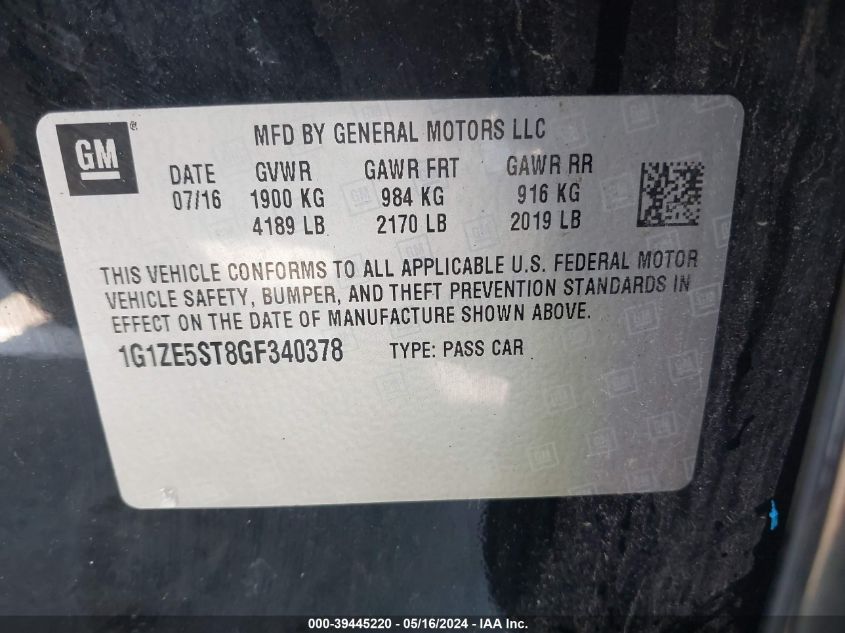 GM ®
MFD BY GENERAL MOTORS LLC
DATE GVWR GAWR FRT GAWR RR
07/16 1900 KG 984 KG 916 KG
4189 LB 2170 LB 2019 LB
THIS VEHICLE CONFORMS TO ALL APPLICABLE U.S. FEDERAL MOTOR
VEHICLE SAFETY, BUMPER, AND THEFT PREVENTION STANDARDS IN
EFFECT ON THE DATE OF MANUFACTURE SHOWN ABOVE.
1G1ZE5ST8GF340378 TYPE: PASS CAR
000-39445220 - 05/16/2024 - IAA Inc.